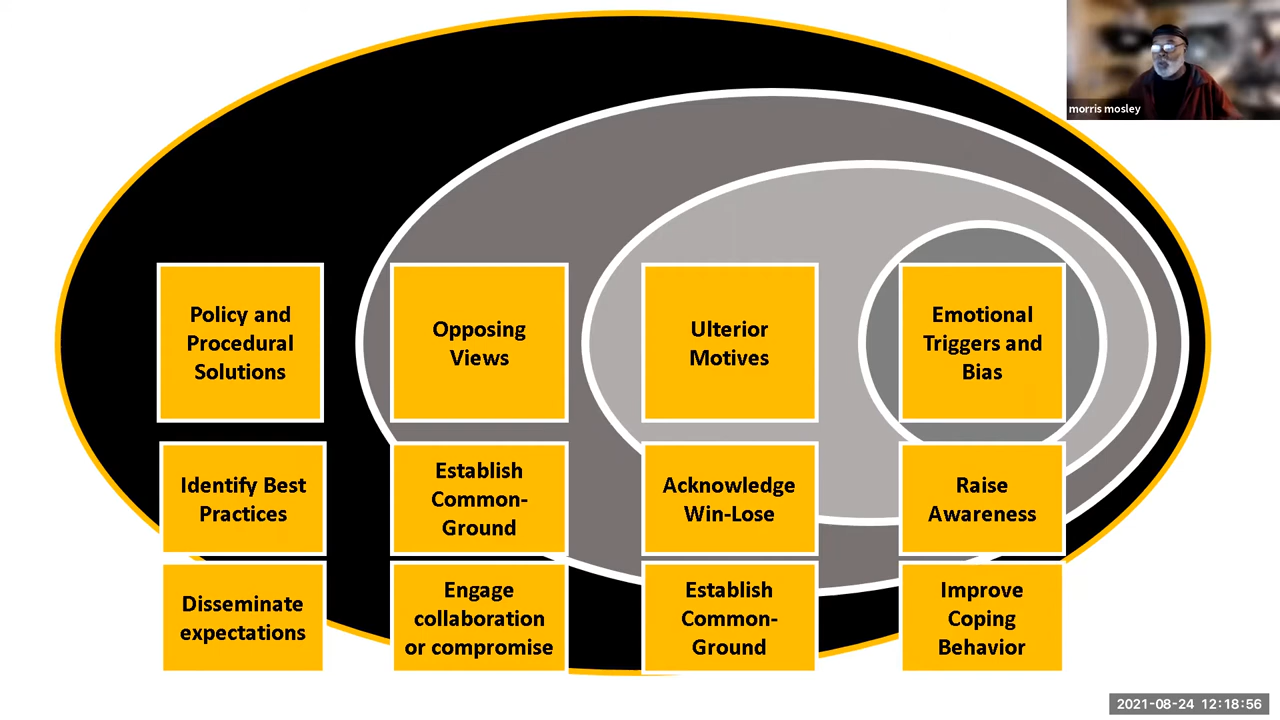 morris mosley
Policy and
Procedural
Solutions
Opposing
Views
Ulterior
Motives
Emotional
Triggers and
Bias
Identify Best
Practices
Establish
Common-
Ground
Acknowledge
Win-Lose
Raise
Awareness
Disseminate
expectations
Engage
collaboration
or compromise
Establish
Common-
Ground
Improve
Coping
Behavior
2021-08-24 12:18:56